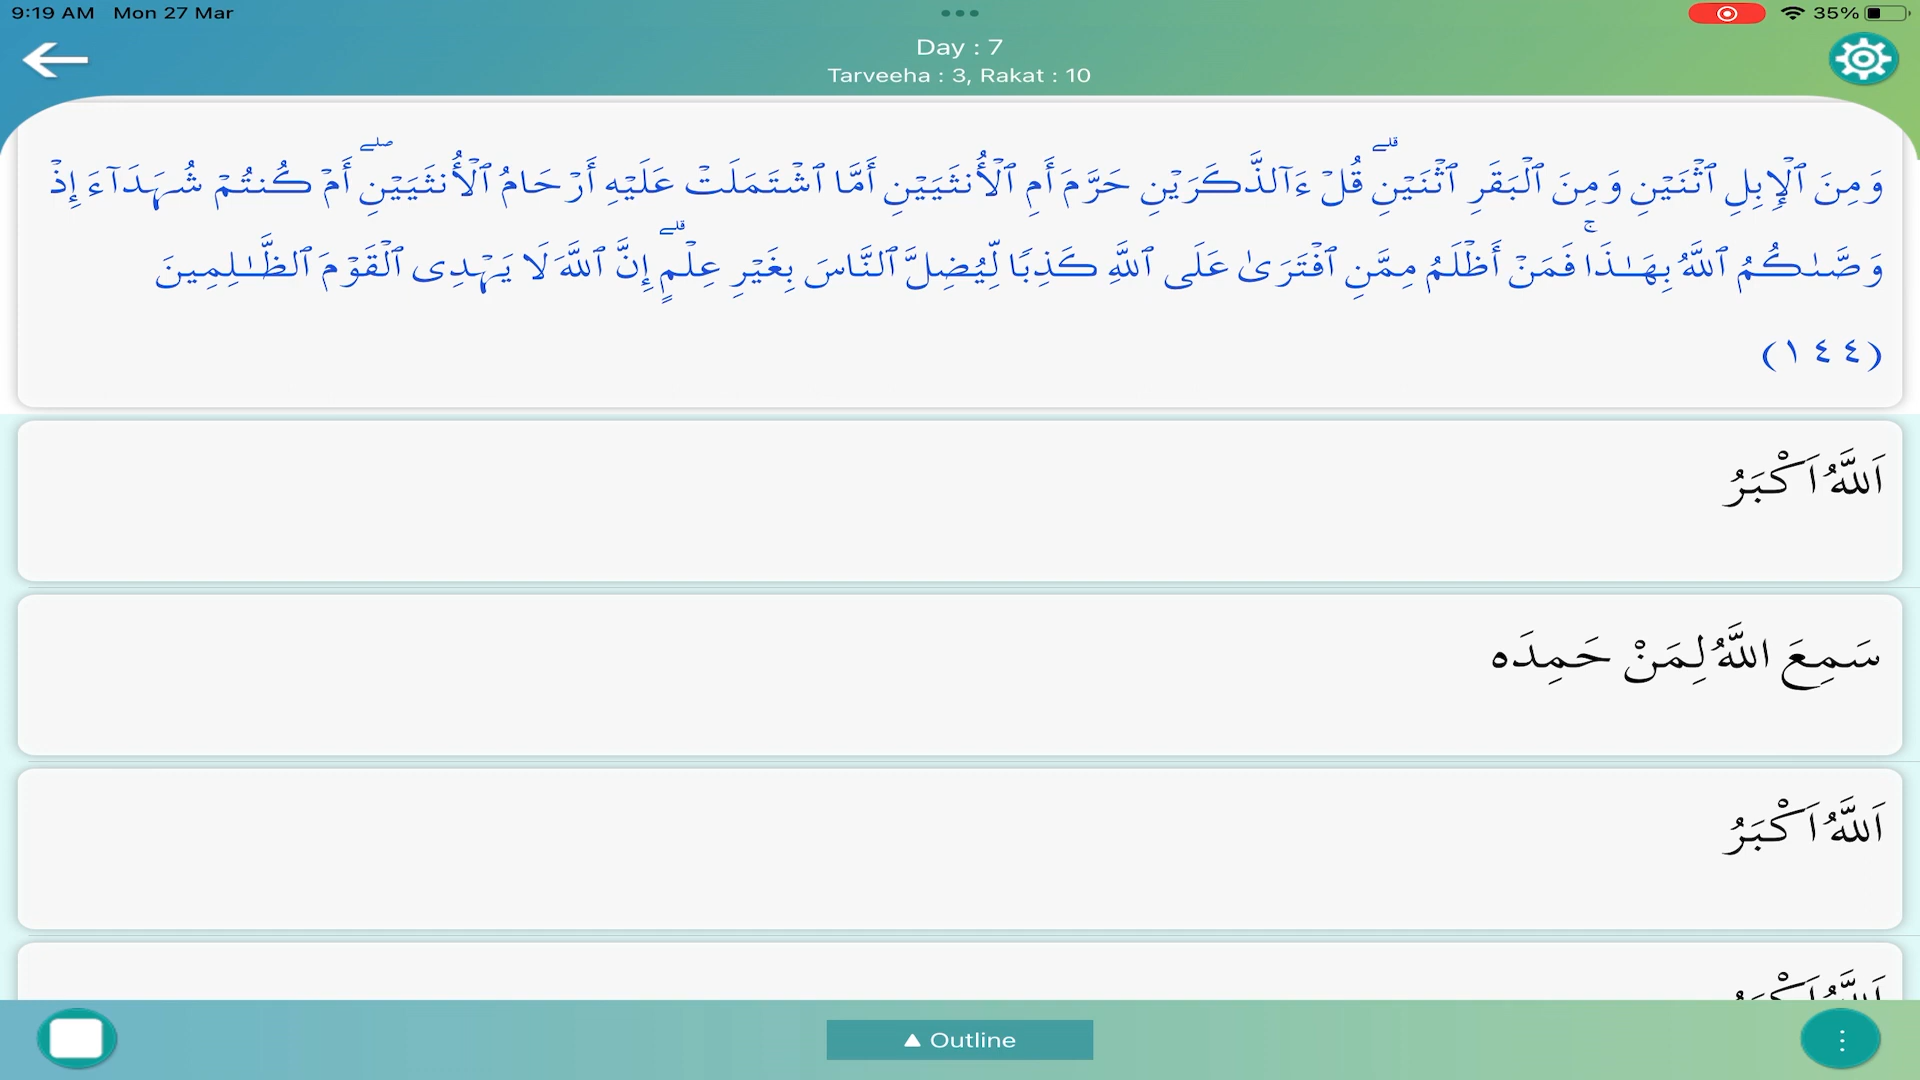 9:19 AM Mon 27 Mar
35%
Day : 7
Tarveeha : 3, Rakat : 10
وَمِنَ ٱلْإِبِلِ ٱثْنَيْنِ وَمِنَ ٱلْبَقَرِ ٱثْنَيْنِ ۗ قُلْ ءَآلذَّكَرَيْنِ حَرَّمَ أَمِ ٱلْأُنثَيَيْنِ أَمَّا ٱشْتَمَلَتْ عَلَيْهِ أَرْحَامُ ٱلْأُنثَيَيْنِ ۖ أَمْ كُنتُمْ شُهَدَآءَ إِذْ
وَصَّىٰكُمُ ٱللَّهُ بِهَـٰذَا ۚ فَمَنْ أَظْلَمُ مِمَّنِ ٱفْتَرَىٰ عَلَى ٱللَّهِ كَذِبًا لِّيُضِلَّ ٱلنَّاسَ بِغَيْرِ عِلْمٍ ۗ إِنَّ ٱللَّهَ لَا يَهْدِى ٱلْقَوْمَ ٱلظَّـٰلِمِينَ
(١٤٤)
اَللَّهُ اَكْبَرُ
سَمِعَ اللَّهُ لِمَنْ حَمِدَه
اَللَّهُ اَكْبَرُ
اَللَّهُ اَكْبَرُ
▲ Outline